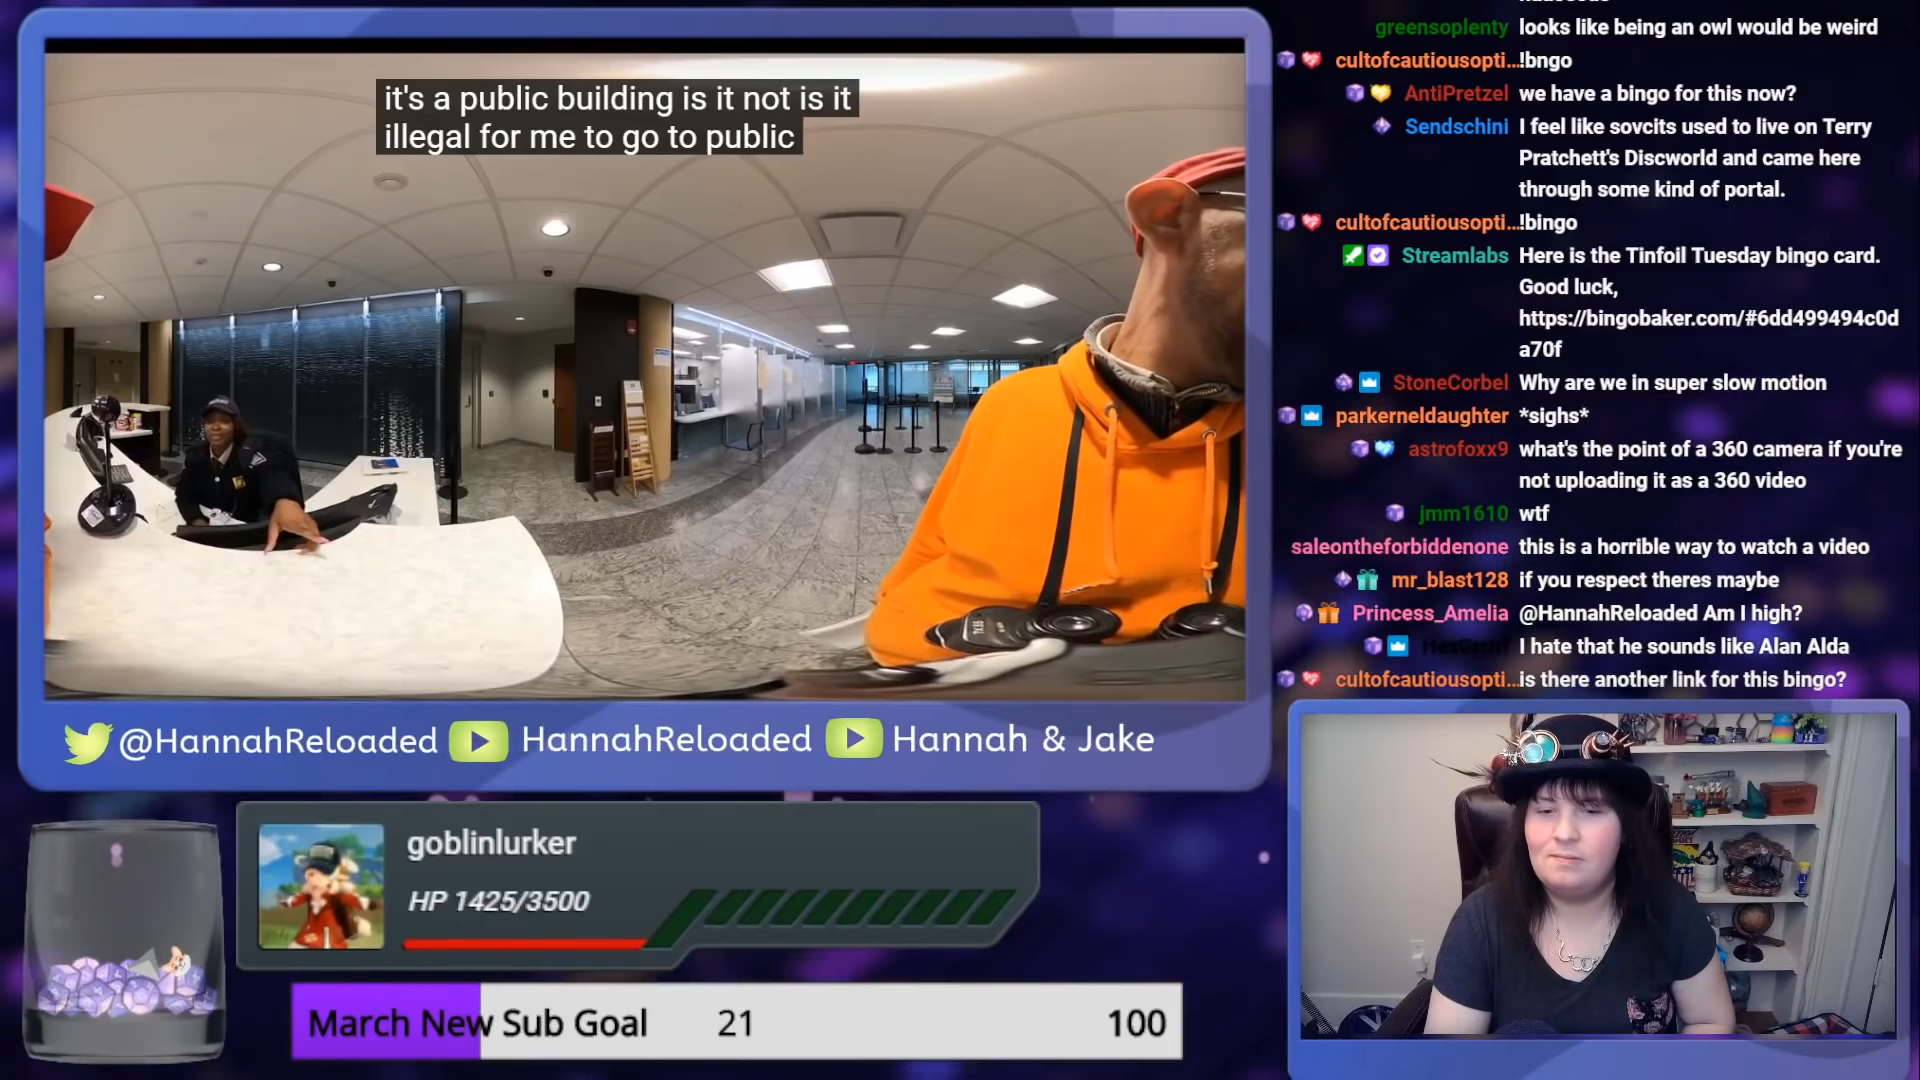 it's a public building is it not is it
illegal for me to go to public
@HannahReloaded HannahReloaded Hannah & Jake
goblinlurker
HP 1425/3500
March New Sub Goal 21 100
greensoplenty looks like being an owl would be weird
cultofcautiousopti... !bngo
AntiPretzel we have a bingo for this now?
Sendschini I feel like sovcits used to live on Terry
Pratchett's Discworld and came here
through some kind of portal.
cultofcautiousopti... !bingo
Streamlabs Here is the Tinfoil Tuesday bingo card.
Good luck,
https://bingobaker.com/#6dd499494c0d
a70f
StoneCorbel Why are we in super slow motion
parkerneldaughter *sighs*
astrofoxx9 what's the point of a 360 camera if you're
not uploading it as a 360 video
jmm1610 wtf
saleontheforbiddenone this is a horrible way to watch a video
mr_blast128 if you respect theres maybe
Princess_Amelia @HannahReloaded Am I high?
I hate that he sounds like Alan Alda
cultofcautiousopti... is there another link for this bingo?